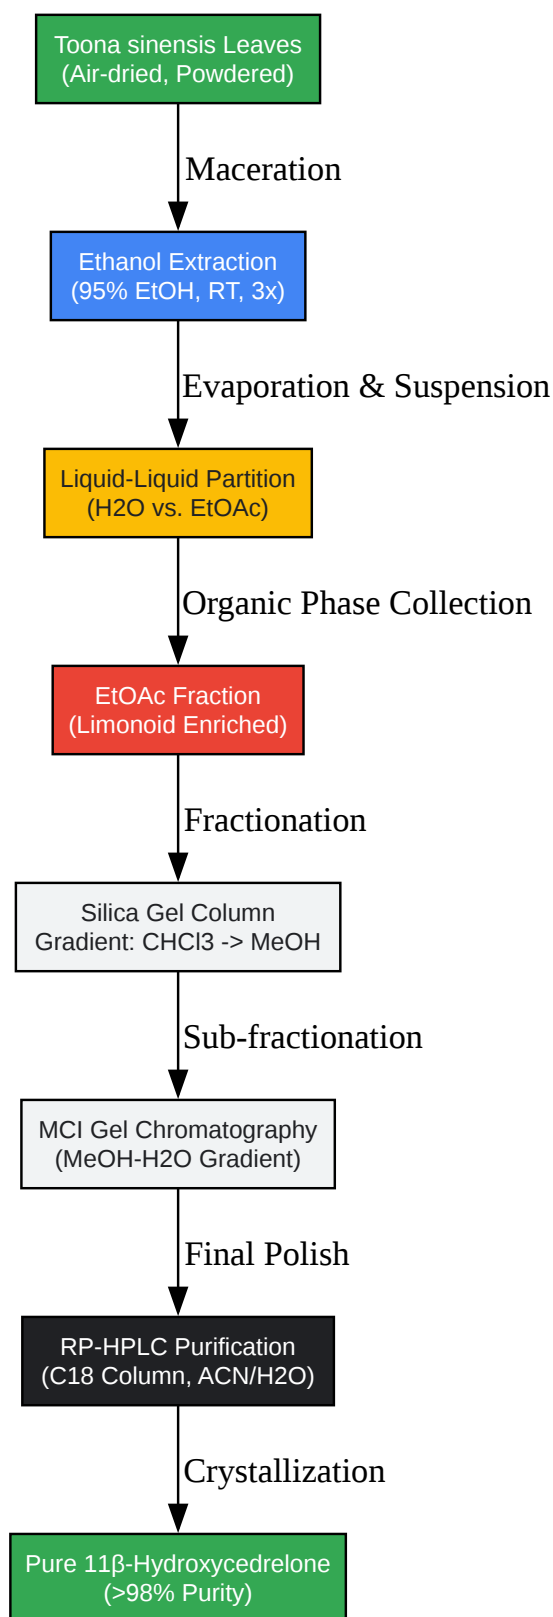 Toona sinensis Leaves
(Air-dried, Powdered)
Maceration
Ethanol Extraction
(95% EtOH, RT, 3x)
Evaporation & Suspension
Liquid-Liquid Partition
(H2O vs. EtOAc)
Organic Phase Collection
EtOAc Fraction
(Limonoid Enriched)
Fractionation
Silica Gel Column
Gradient: CHCl3 -> MeOH
Sub-fractionation
MCI Gel Chromatography
(MeOH-H2O Gradient)
Final Polish
RP-HPLC Purification
(C18 Column, ACN/H2O)
Crystallization
Pure 11β-Hydroxycedrelone
(>98% Purity)